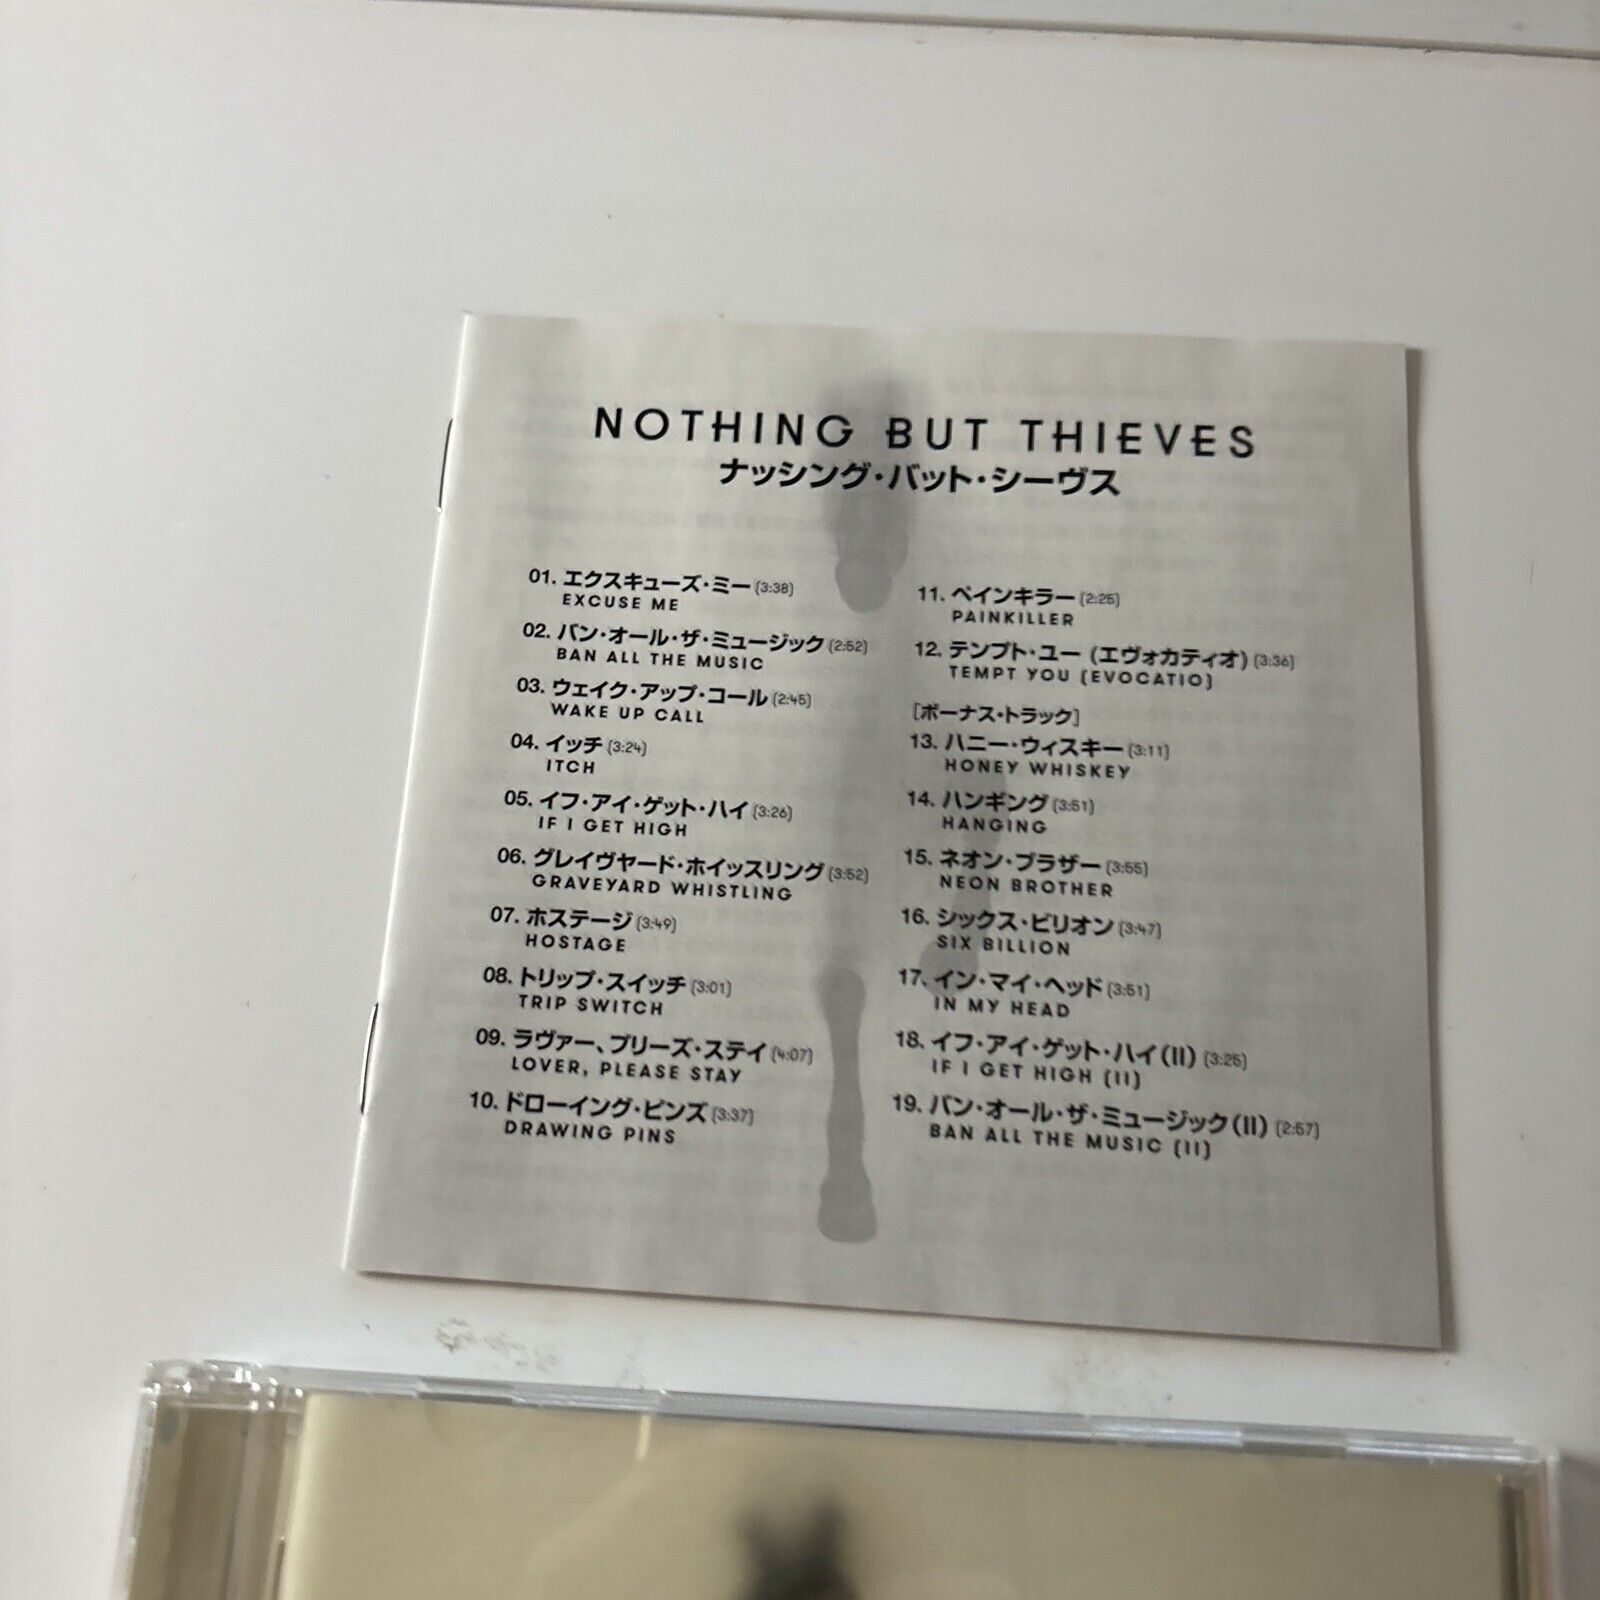 NOTHING BUT THIEVES
ナッシング・バット・シーヴス
01. エクスキューズ・ミー (3:38)
EXCUSE ME
02. バン・オール・ザ・ミュージック (2:52)
BAN ALL THE MUSIC
03. ウェイク・アップ・コール (2:45)
WAKE UP CALL
04. イッチ (3:24)
ITCH
05. イフ・アイ・ゲット・ハイ (3:26)
IF I GET HIGH
06. グレイヴヤード・ホイッスリング (3:52)
GRAVEYARD WHISTLING
07. ホステージ (3:49)
HOSTAGE
08. トリップ・スイッチ (3:01)
TRIP SWITCH
09. ラヴァー、プリーズ・ステイ (4:07)
LOVER, PLEASE STAY
10. ドローイング・ピンズ (3:37)
DRAWING PINS
11. ペインキラー (2:25)
PAINKILLER
12. テンプト・ユー (エヴォカティオ) (3:36)
TEMPT YOU (EVOCATIO)
[ボーナス・トラック]
13. ハニー・ウィスキー (3:11)
HONEY WHISKEY
14. ハンギング (3:51)
HANGING
15. ネオン・ブラザー (3:55)
NEON BROTHER
16. シックス・ビリオン (3:47)
SIX BILLION
17. イン・マイ・ヘッド (3:51)
IN MY HEAD
18. イフ・アイ・ゲット・ハイ (II) (3:25)
IF I GET HIGH (II)
19. バン・オール・ザ・ミュージック (II) (2:57)
BAN ALL THE MUSIC (II)